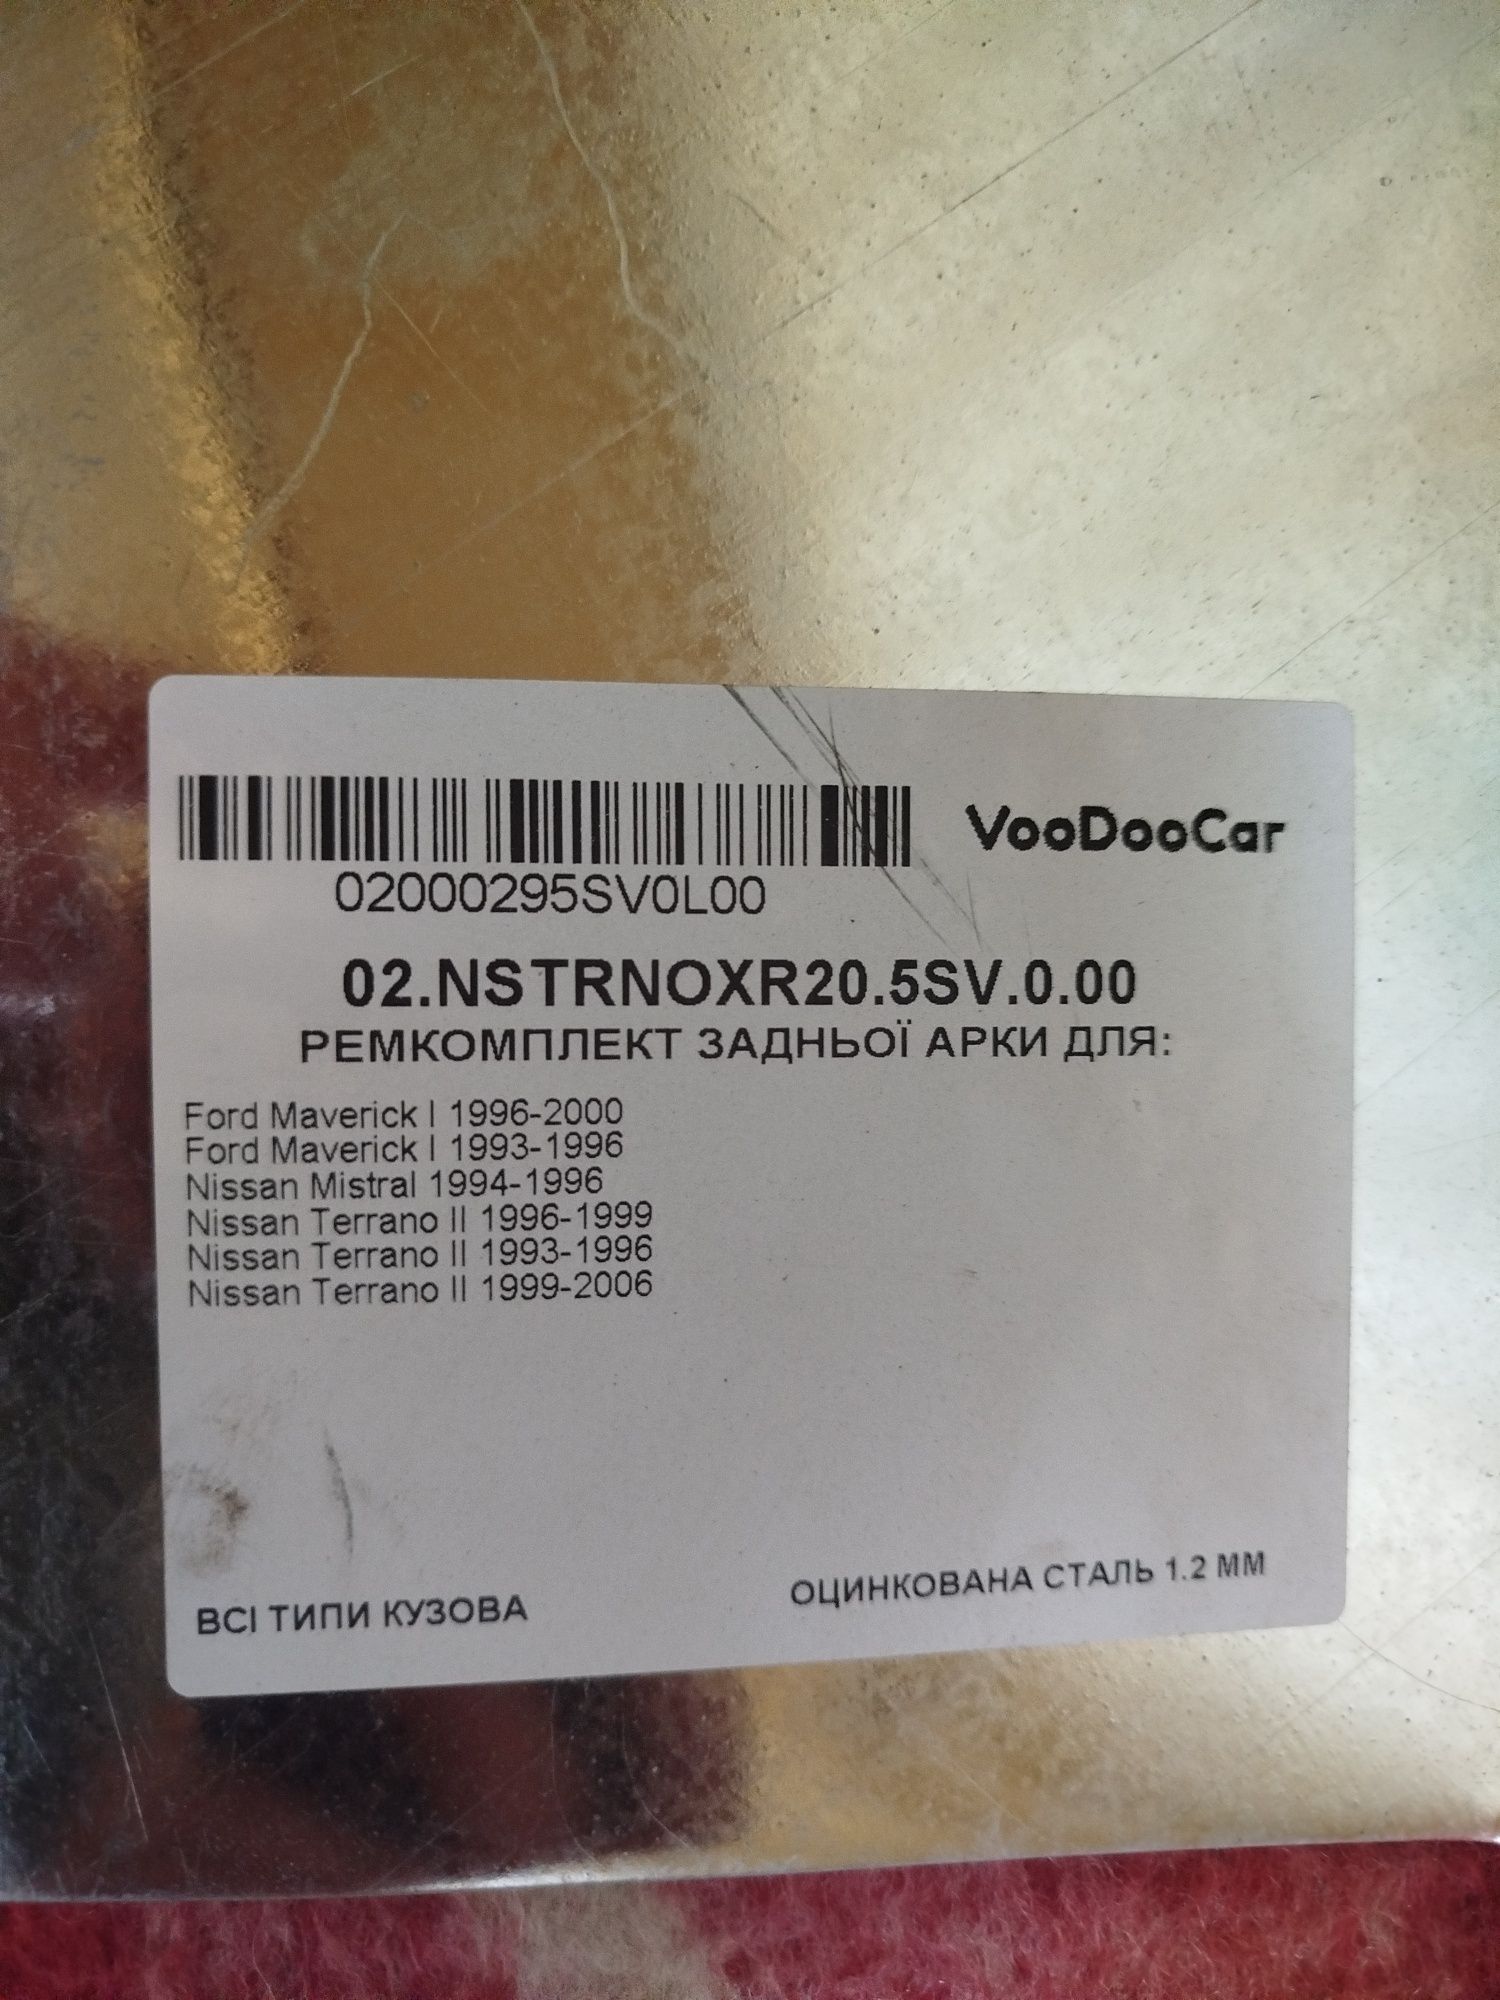 VooDooCar
02000295SV0L00
02.NSTRNOXR20.5SV.0.00
РЕМКОМПЛЕКТ ЗАДНЬОЇ АРКИ ДЛЯ:
Ford Maverick I 1996-2000
Ford Maverick I 1993-1996
Nissan Mistral 1994-1996
Nissan Terrano II 1996-1999
Nissan Terrano II 1993-1996
Nissan Terrano II 1999-2006
ВСІ ТИПИ КУЗОВА
ОЦИНКОВАНА СТАЛЬ 1.2 ММ